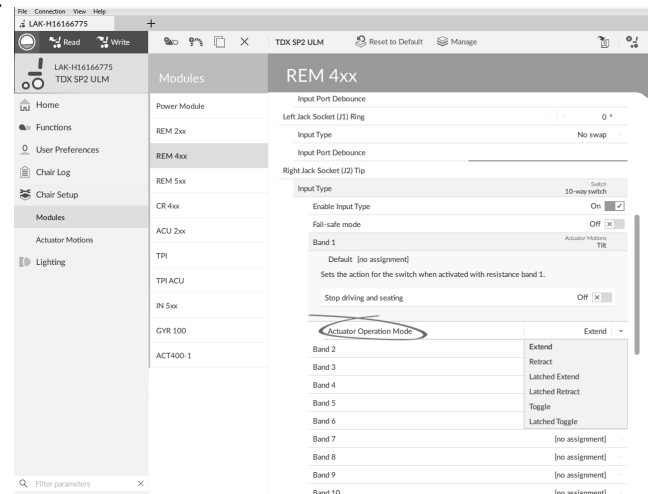 File Connection View Help
LAK-H16166775 +
Read Write TDX SP2 ULM Reset to Default Manage
LAK-H16166775
TDX SP2 ULM
Home
Functions
User Preferences
Chair Log
Chair Setup
Modules
Actuator Motions
Lighting
Filter parameters
Modules
Power Module
REM 2xx
REM 4xx
REM 5xx
CR 4xx
ACU 2xx
TPI
TPI ACU
IN 5xx
GYR 100
ACT400-1
REM 4xx
Input Port Debounce
Left Jack Socket (J1) Ring 0 °
Input Type No swap
Input Port Debounce
Right Jack Socket (J2) Tip
Input Type Switch
10-way switch
Enable Input Type On
Fail-safe mode Off
Band 1 Actuator Motions
Tilt
Default [no assignment]
Sets the action for the switch when activated with resistance band 1.
Stop driving and seating Off
Actuator Operation Mode Extend
Band 2 Extend
Band 3 Retract
Band 4 Latched Extend
Latched Retract
Band 5 Toggle
Band 6 Latched Toggle
Band 7 [no assignment]
Band 8 [no assignment]
Band 9 [no assignment]
Band 10 [no assignment]